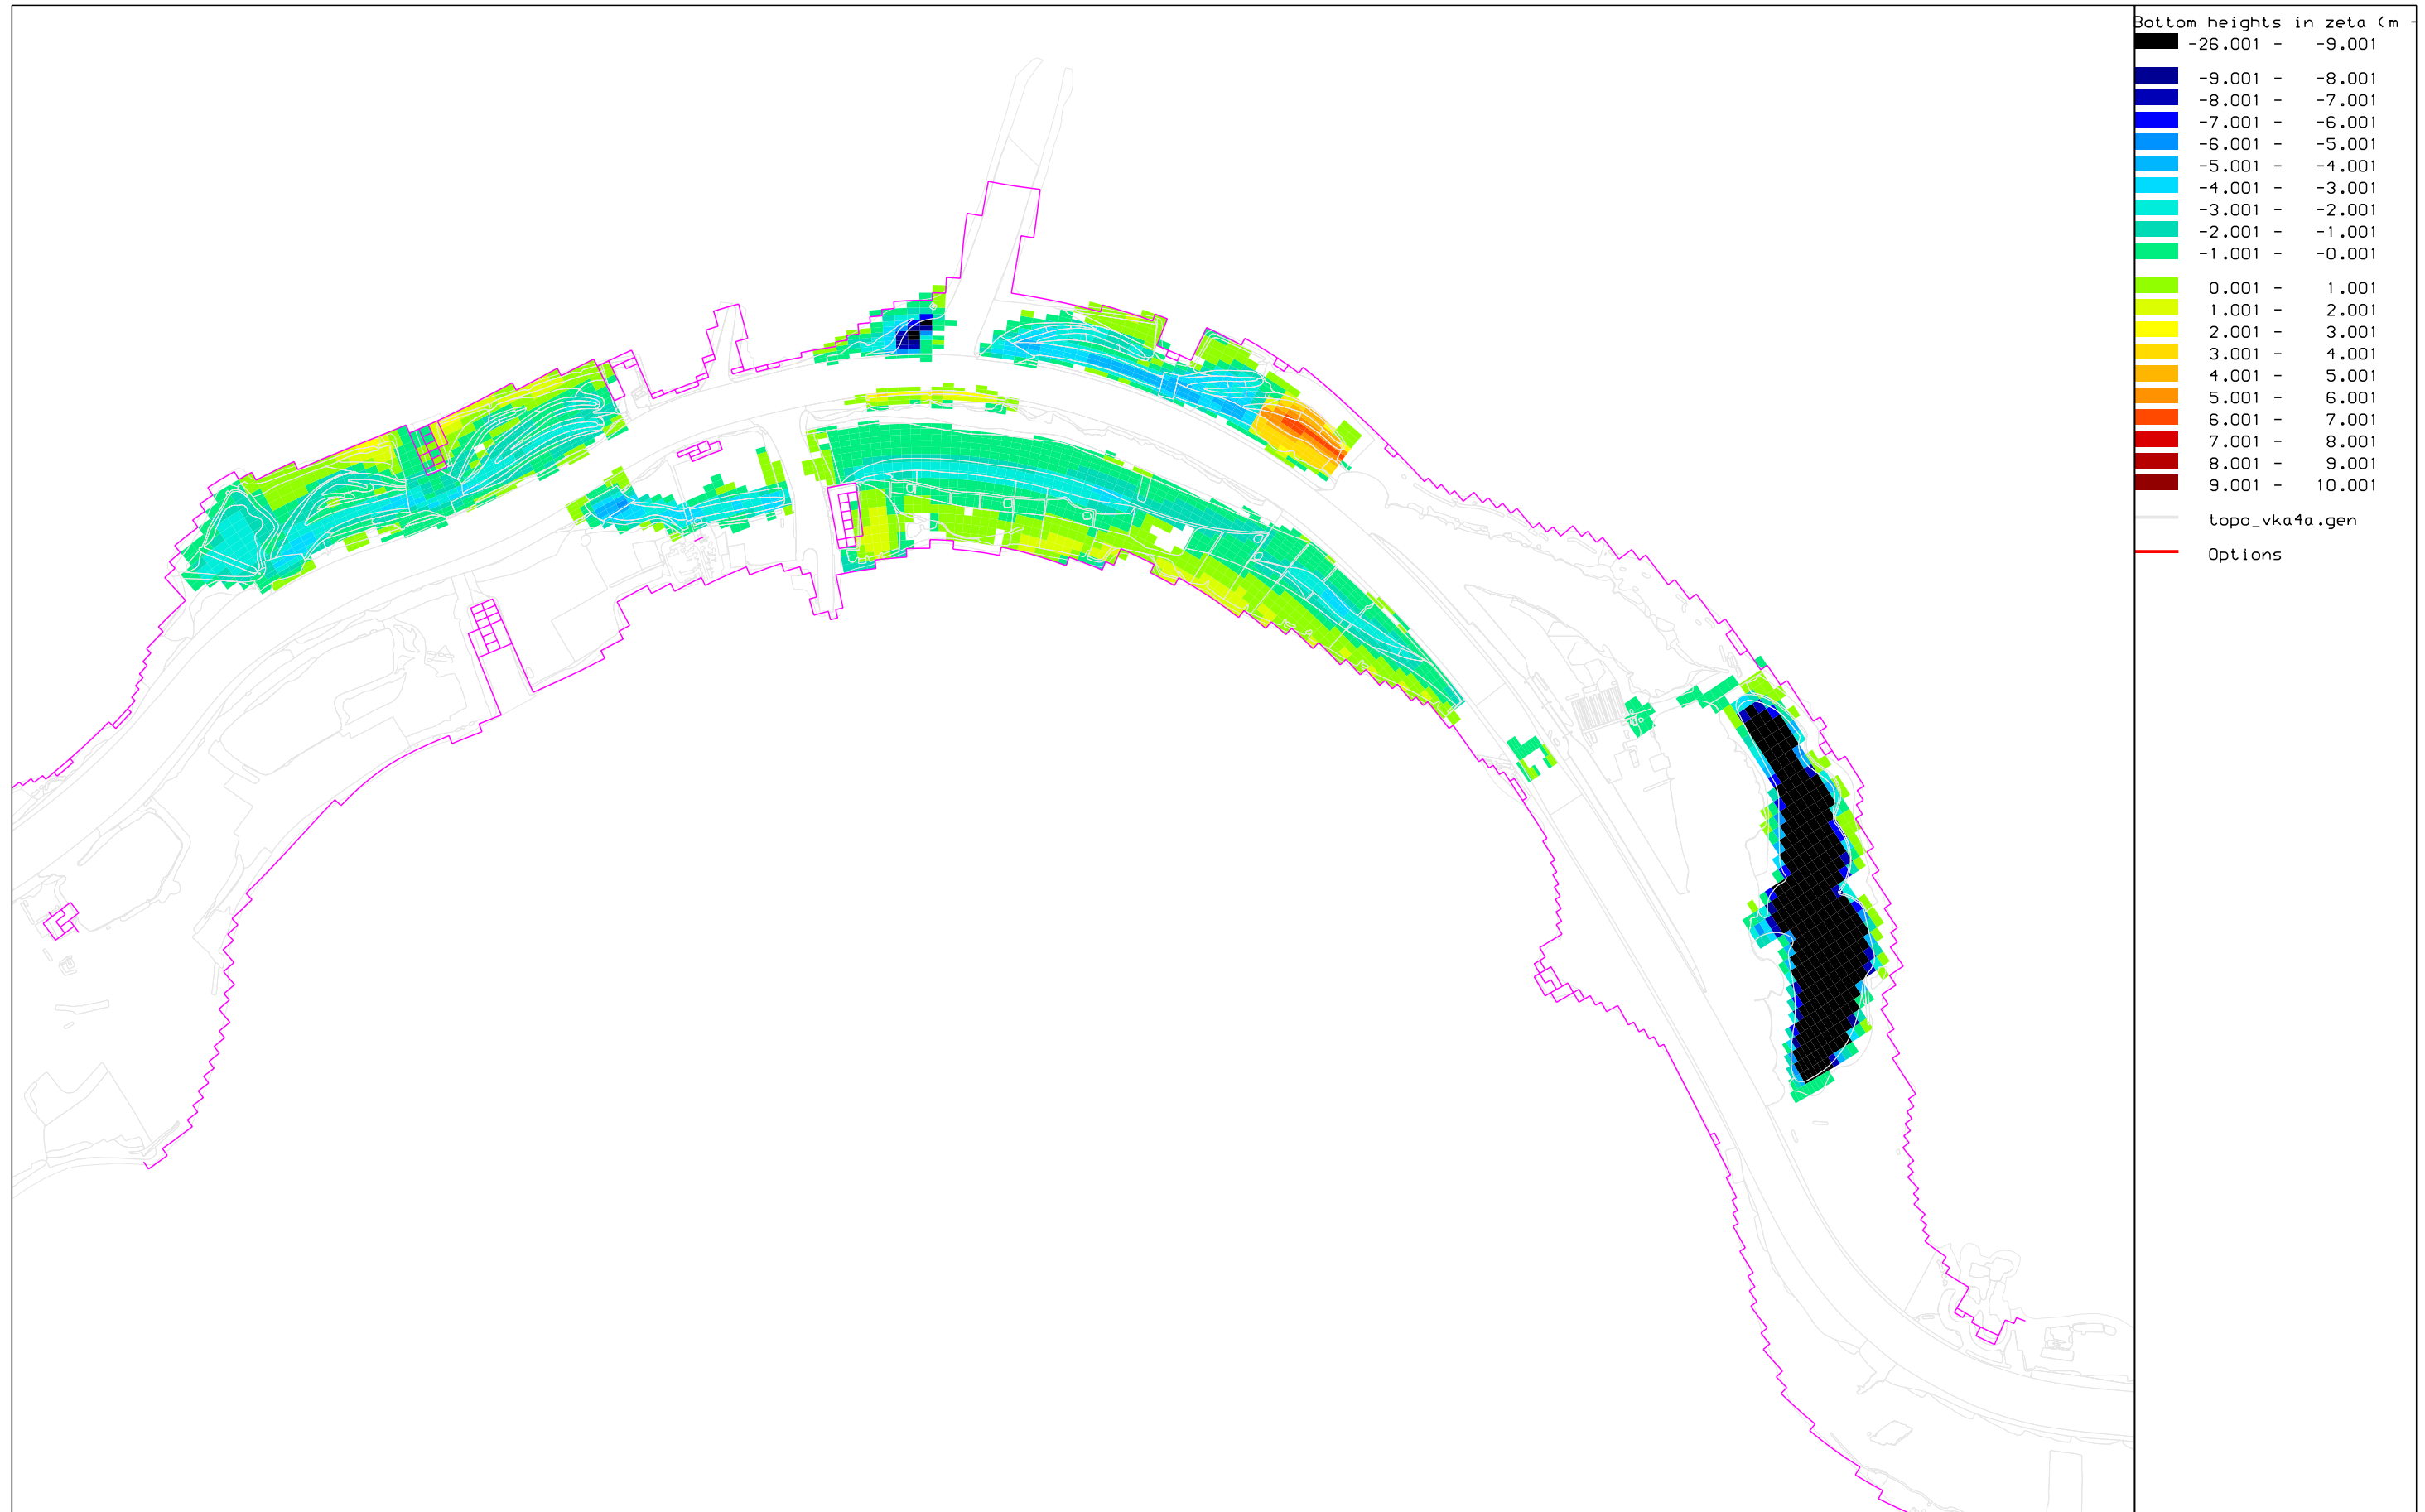 Bottom heights in zeta (m -
-26.001 - -9.001
-9.001 - -8.001
-8.001 - -7.001
-7.001 - -6.001
-6.001 - -5.001
-5.001 - -4.001
-4.001 - -3.001
-3.001 - -2.001
-2.001 - -1.001
-1.001 - -0.001
0.001 - 1.001
1.001 - 2.001
2.001 - 3.001
3.001 - 4.001
4.001 - 5.001
5.001 - 6.001
6.001 - 7.001
7.001 - 8.001
8.001 - 9.001
9.001 - 10.001
topo_vka4a.gen
Options